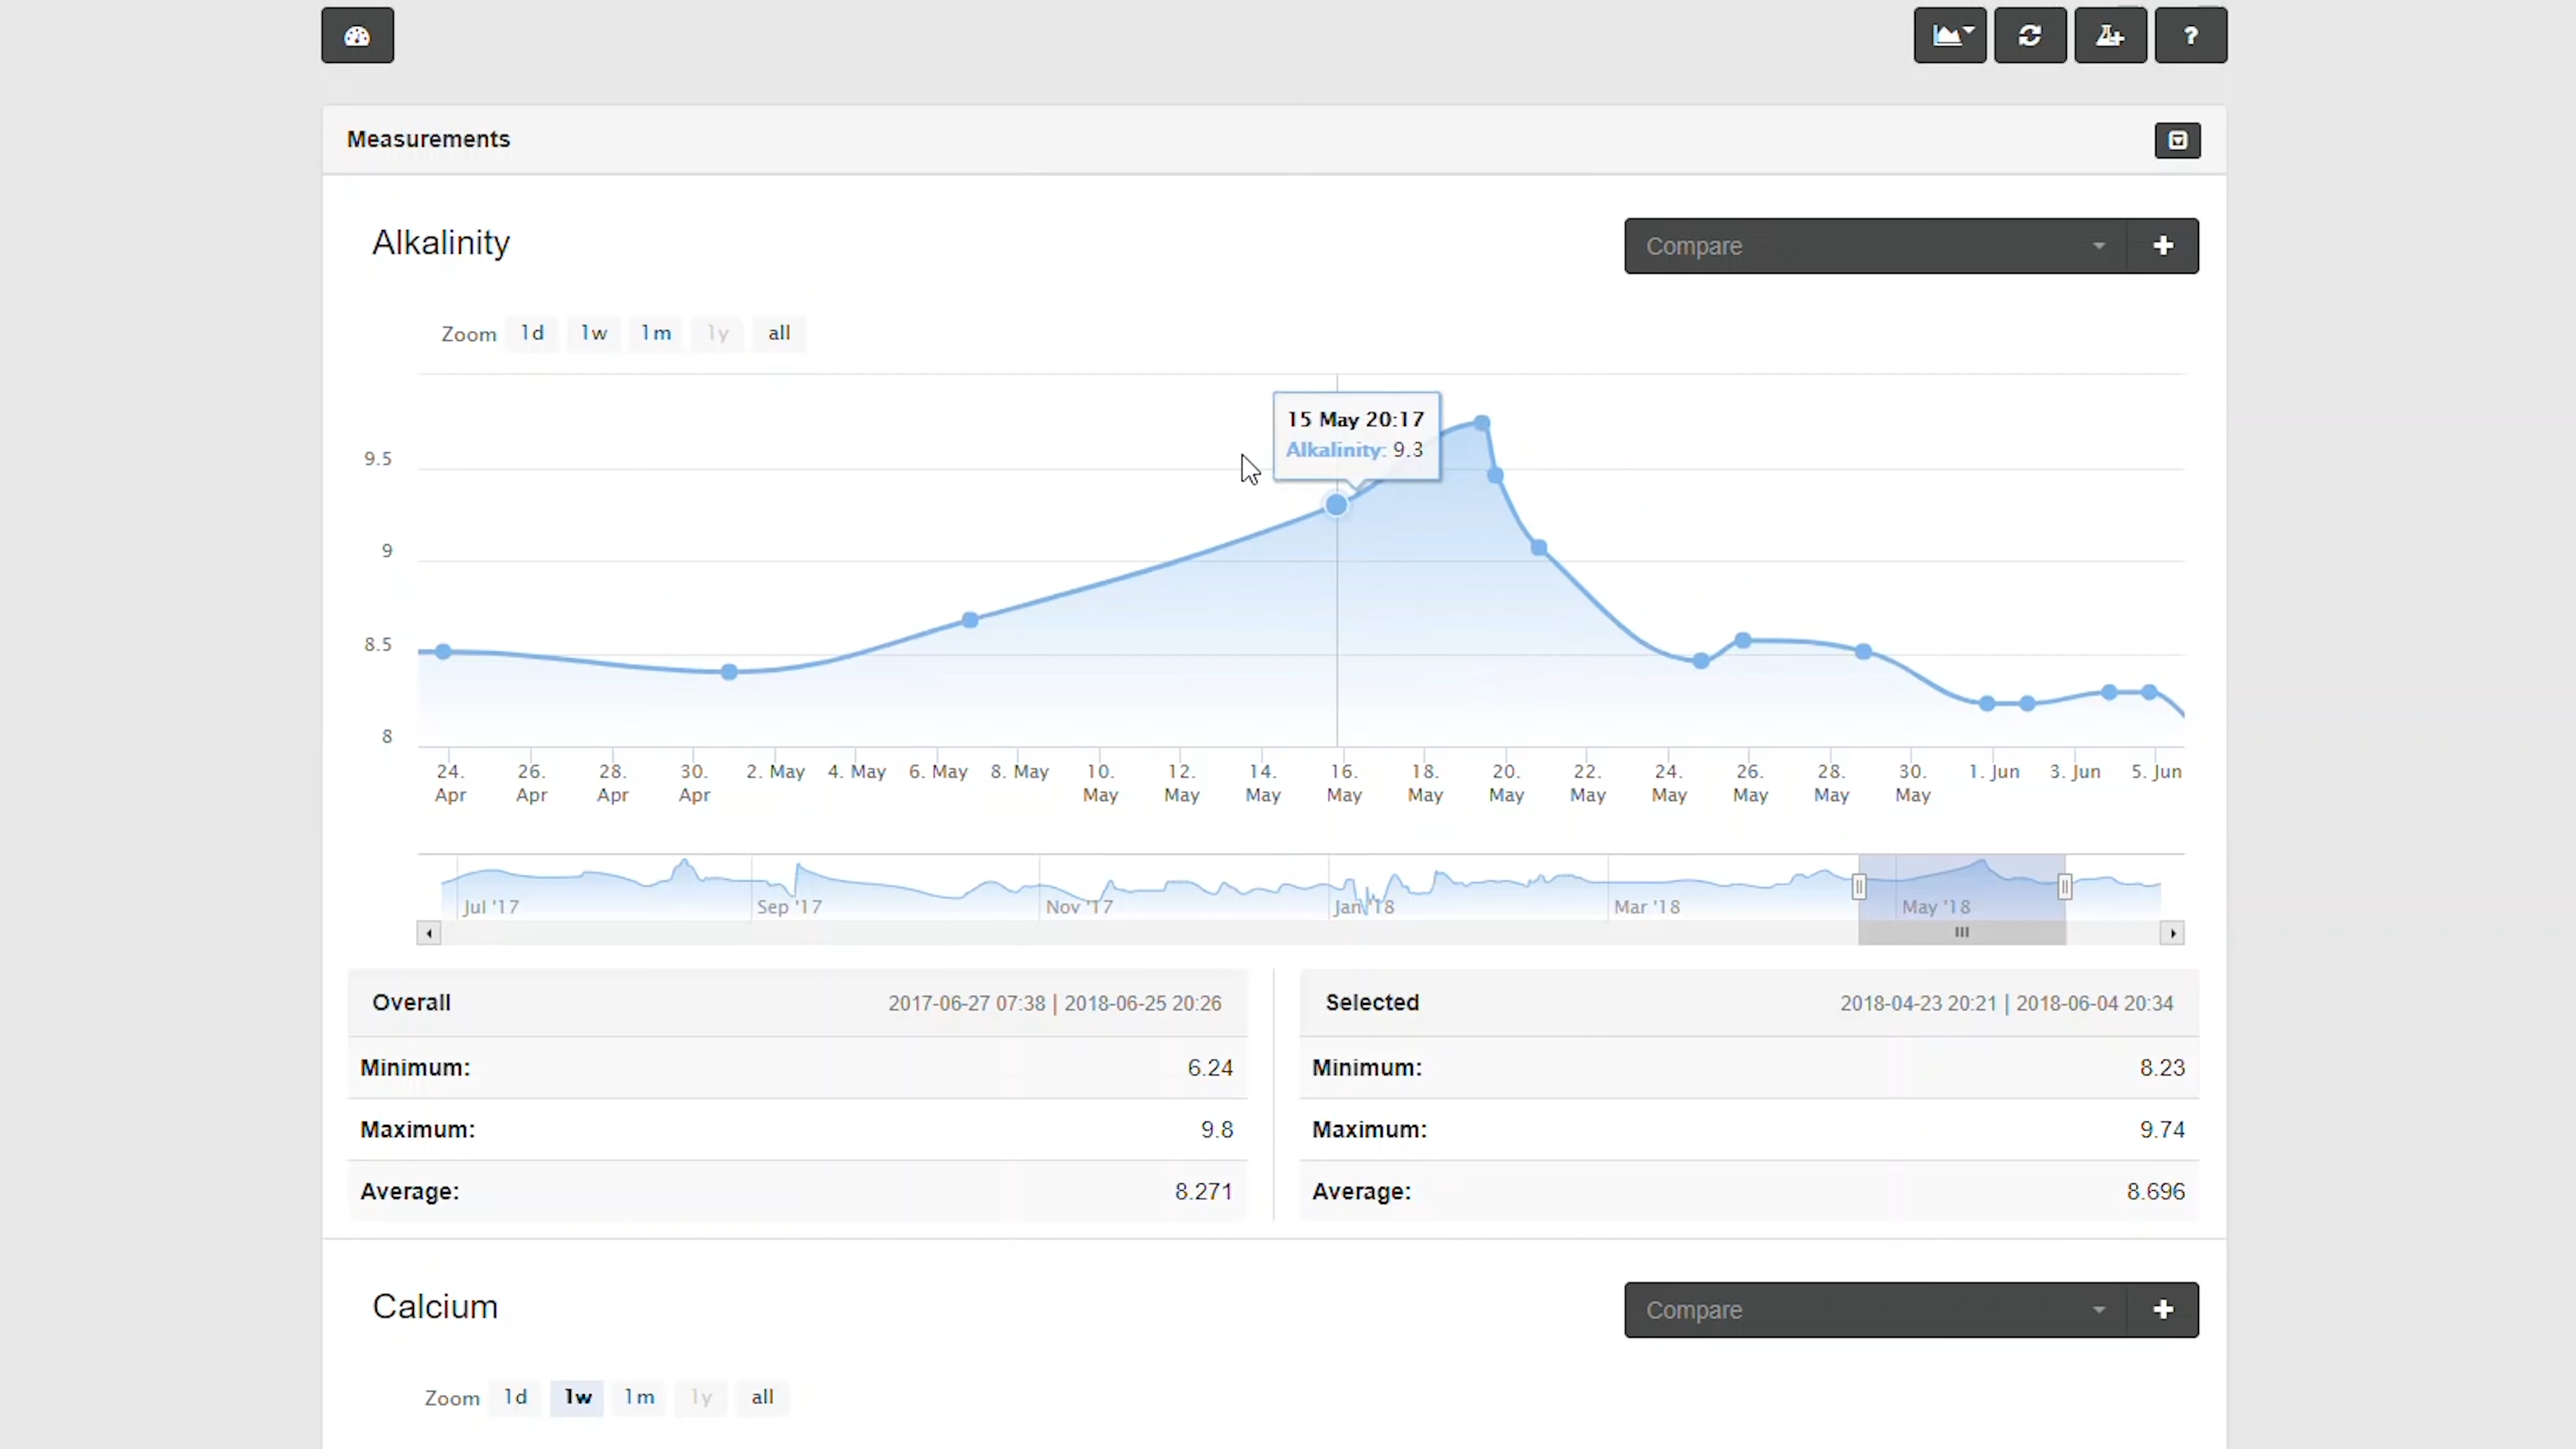 ?
Measurements
Alkalinity
Compare
Zoom 1d 1w 1m 1y all
15 May 20:17
Alkalinity: 9.3
9.5
9
8.5
8
24. Apr 26. Apr 28. Apr 30. Apr 2. May 4. May 6. May 8. May 10. May 12. May 14. May 16. May 18. May 20. May 22. May 24. May 26. May 28. May 30. May 1. Jun 3. Jun 5. Jun
Jul '17 Sep '17 Nov '17 Jan '18 Mar '18 May '18
Overall 2017-06-27 07:38 | 2018-06-25 20:26
Minimum: 6.24
Maximum: 9.8
Average: 8.271
Selected 2018-04-23 20:21 | 2018-06-04 20:34
Minimum: 8.23
Maximum: 9.74
Average: 8.696
Calcium
Compare
Zoom 1d 1w 1m 1y all